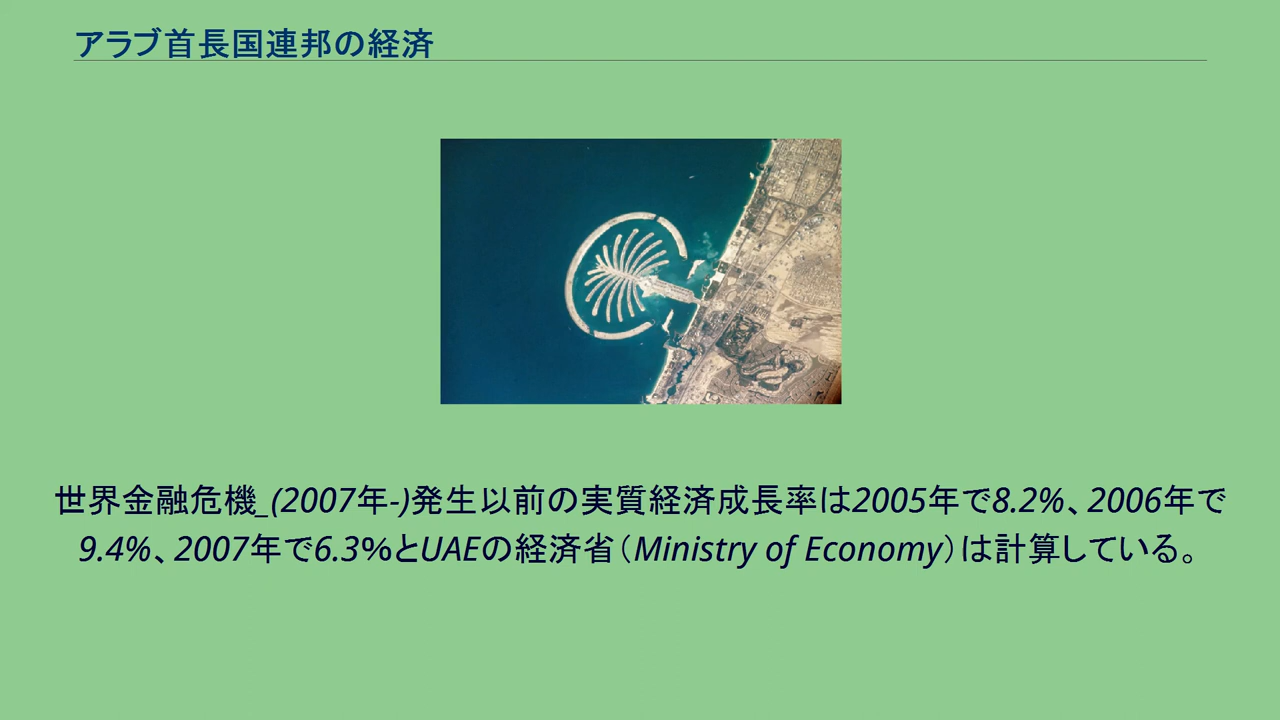 アラブ首長国連邦の経済
世界金融危機_(2007年-)発生以前の実質経済成長率は2005年で8.2%、2006年で
9.4%、2007年で6.3%とUAEの経済省（Ministry of Economy）は計算している。